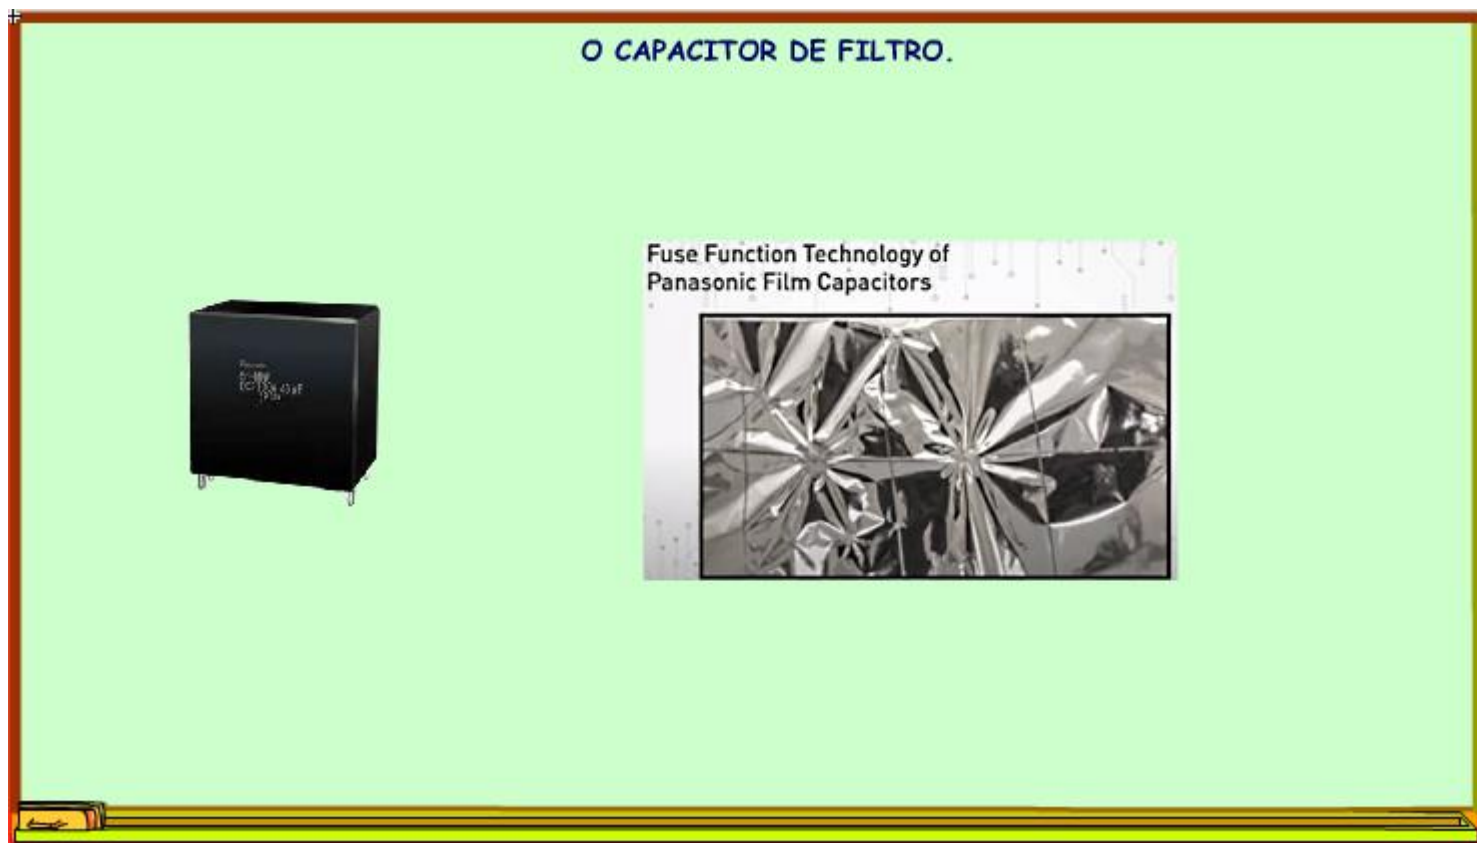 O CAPACITOR DE FILTRO.
Fuse Function Technology of
Panasonic Film Capacitors